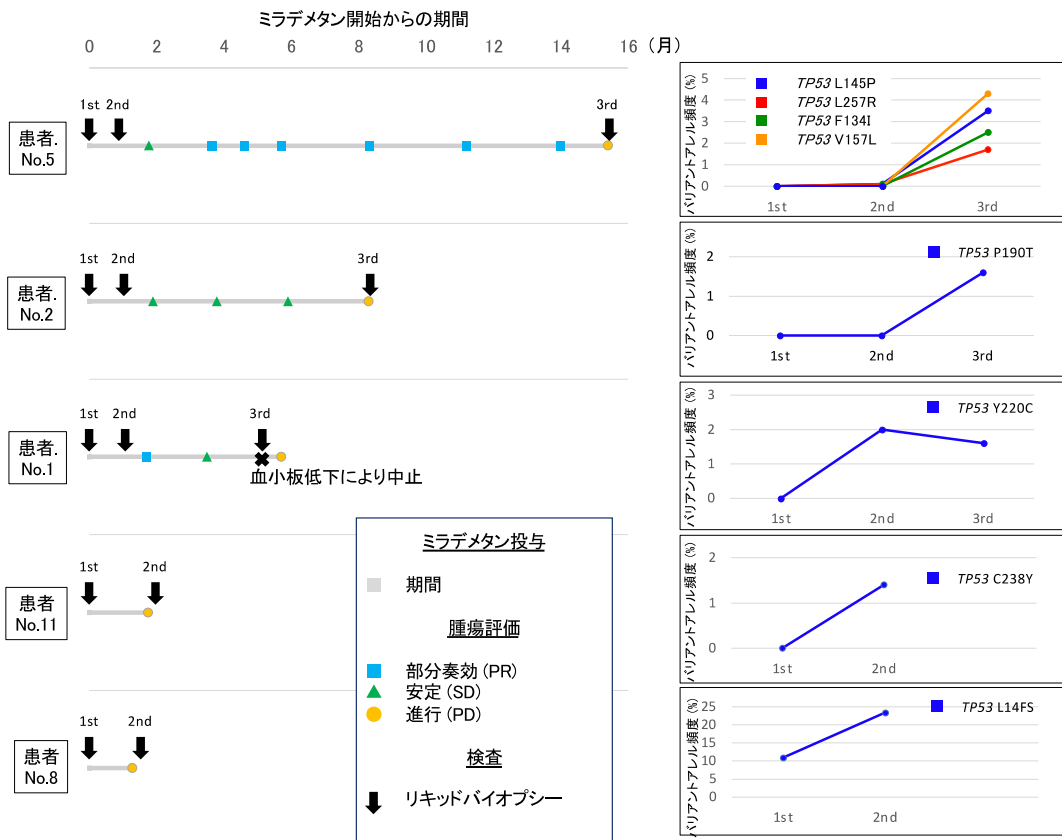 ミラデメタン開始からの期間
0 2 4 6 8 10 12 14 16 (月)
患者.
No.5
1st 2nd 3rd
患者.
No.2
1st 2nd 3rd
患者.
No.1
1st 2nd 3rd
血小板低下により中止
患者
No.11
1st 2nd
患者
No.8
1st 2nd
ミラデメタン投与
期間
腫瘍評価
部分奏効 (PR)
安定 (SD)
進行 (PD)
検査
リキッドバイオプシー
バリアントアレル頻度 (%)
5
4
3
2
1
0
TP53 L145P
TP53 L257R
TP53 F134I
TP53 V157L
1st 2nd 3rd
バリアントアレル頻度 (%)
2
1
0
TP53 P190T
1st 2nd 3rd
バリアントアレル頻度 (%)
3
2
1
0
TP53 Y220C
1st 2nd 3rd
バリアントアレル頻度 (%)
2
1
0
TP53 C238Y
1st 2nd
バリアントアレル頻度 (%)
25
20
15
10
5
0
TP53 L14FS
1st 2nd